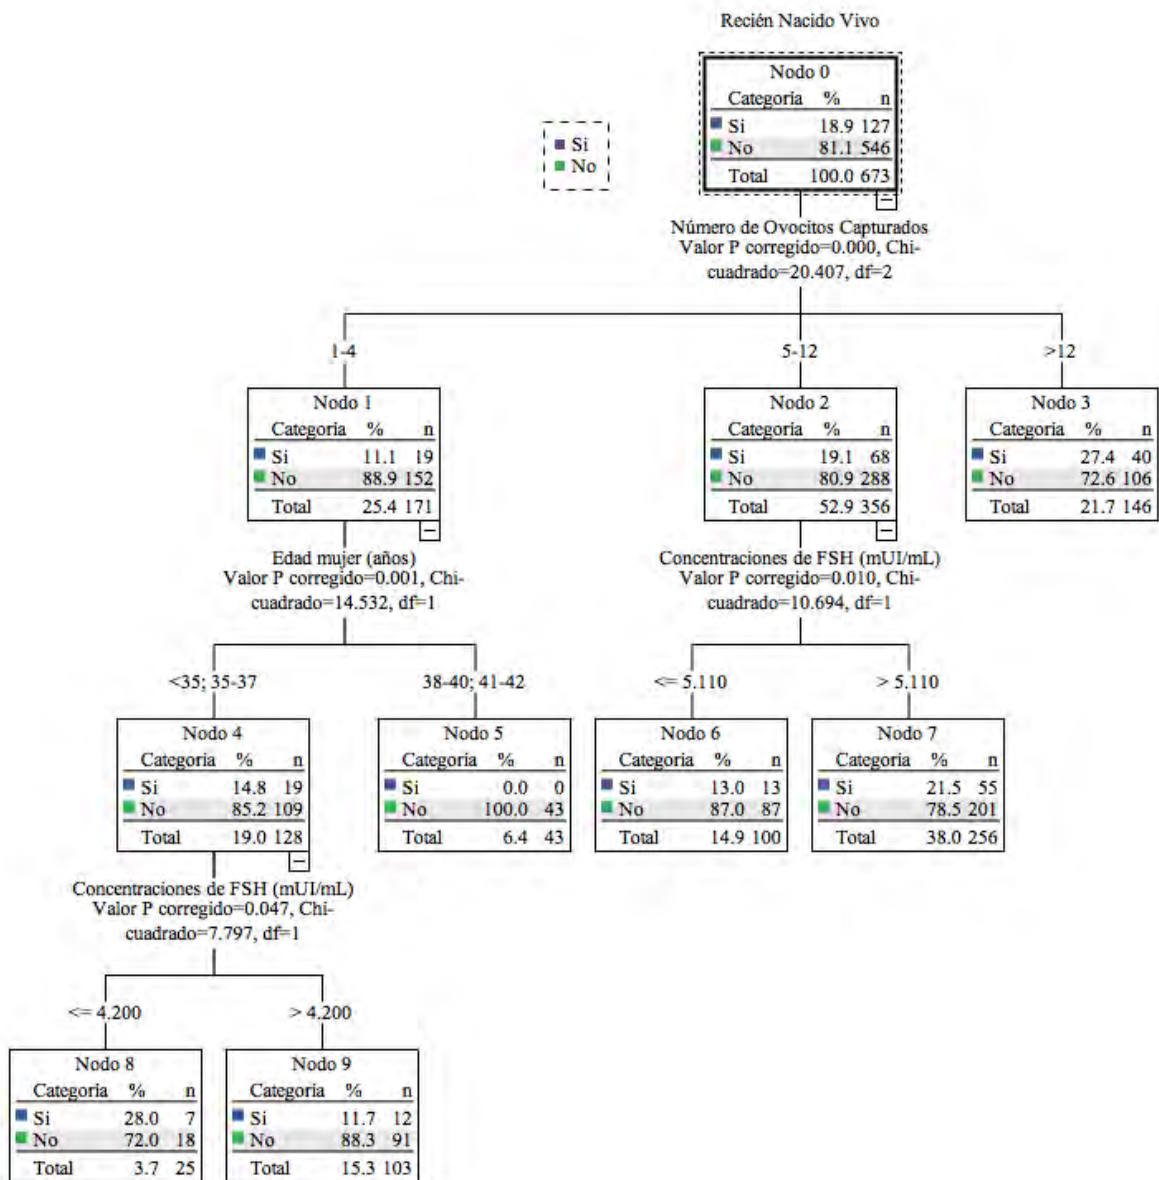 Recién Nacido Vivo
Nodo 0
Categoria % n
Si 18.9 127
No 81.1 546
Total 100.0 673
Si
No
Número de Ovocitos Capturados
Valor P corregido=0.000, Chi-
cuadrado=20.407, df=2
1-4
5-12
>12
Nodo 1
Categoria % n
Si 11.1 19
No 88.9 152
Total 25.4 171
Nodo 2
Categoria % n
Si 19.1 68
No 80.9 288
Total 52.9 356
Nodo 3
Categoria % n
Si 27.4 40
No 72.6 106
Total 21.7 146
Edad mujer (años)
Valor P corregido=0.001, Chi-
cuadrado=14.532, df=1
Concentraciones de FSH (mUI/mL)
Valor P corregido=0.010, Chi-
cuadrado=10.694, df=1
<35; 35-37
38-40; 41-42
<= 5.110
> 5.110
Nodo 4
Categoria % n
Si 14.8 19
No 85.2 109
Total 19.0 128
Nodo 5
Categoria % n
Si 0.0 0
No 100.0 43
Total 6.4 43
Nodo 6
Categoria % n
Si 13.0 13
No 87.0 87
Total 14.9 100
Nodo 7
Categoria % n
Si 21.5 55
No 78.5 201
Total 38.0 256
Concentraciones de FSH (mUI/mL)
Valor P corregido=0.047, Chi-
cuadrado=7.797, df=1
<= 4.200
> 4.200
Nodo 8
Categoria % n
Si 28.0 7
No 72.0 18
Total 3.7 25
Nodo 9
Categoria % n
Si 11.7 12
No 88.3 91
Total 15.3 103